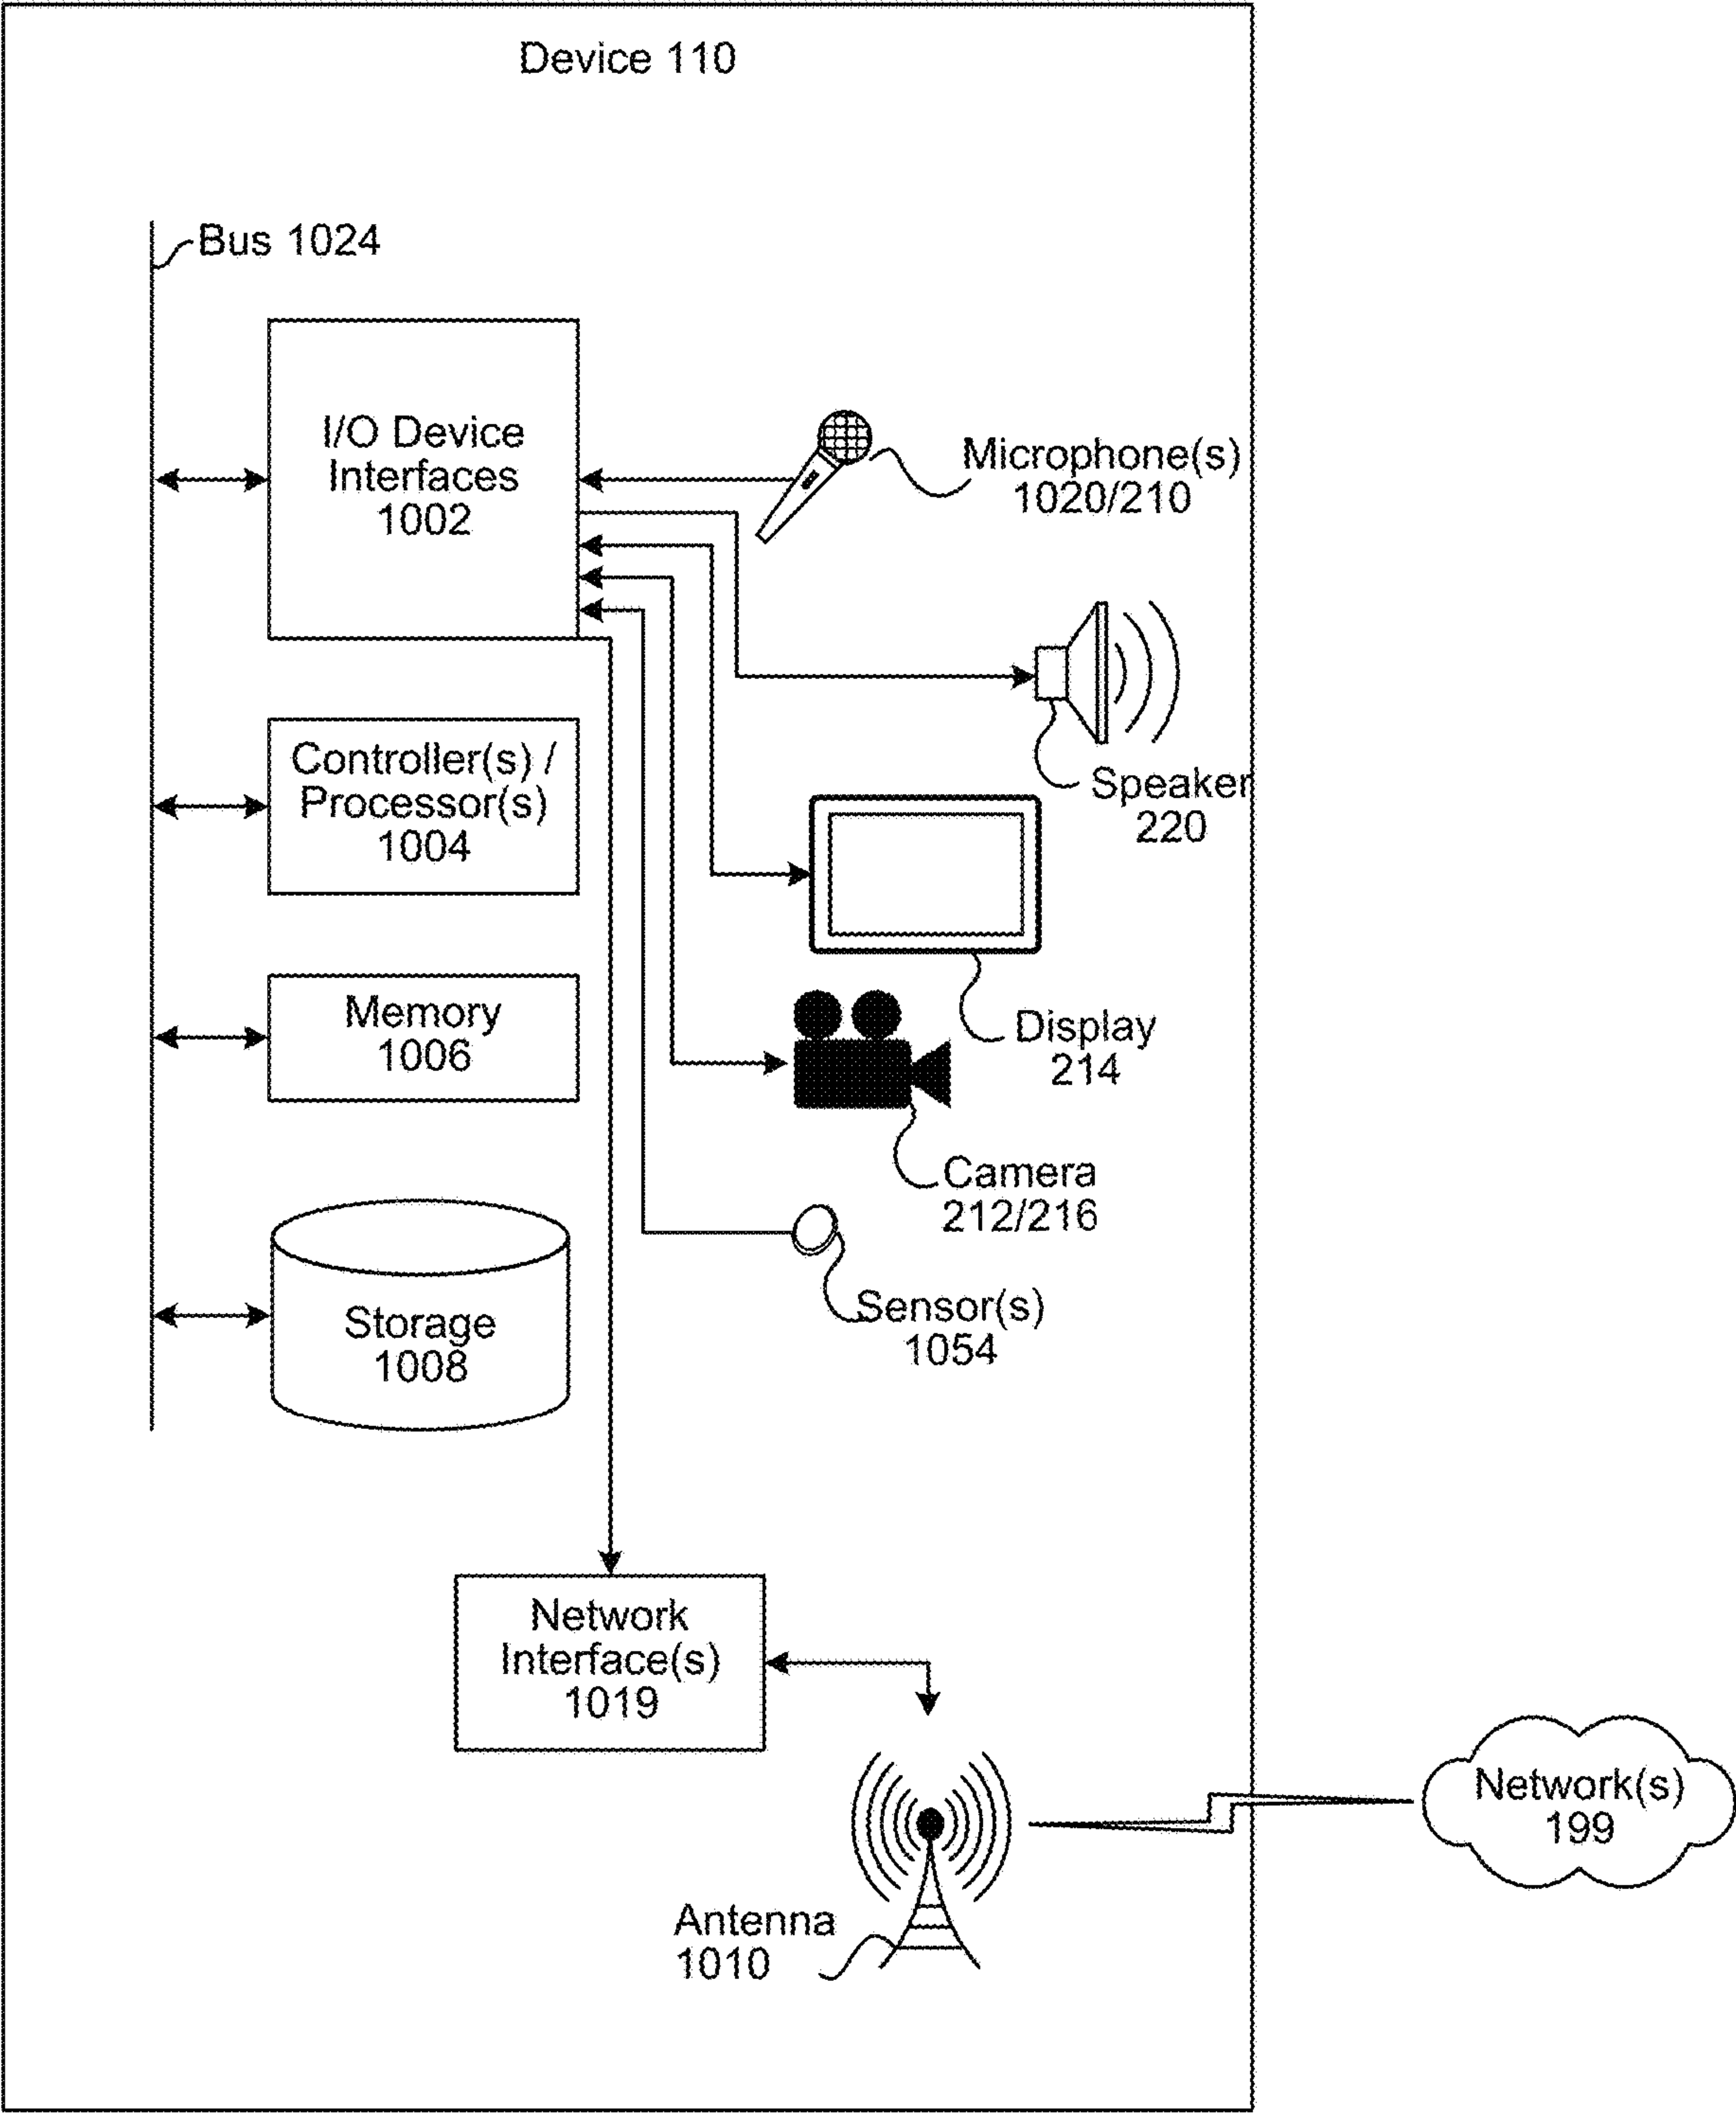 Device 110
Bus 1024
I/O Device
Interfaces
1002
Microphone(s)
1020/210
Speaker
220
Controller(s) /
Processor(s)
1004
Display
214
Memory
1006
Camera
212/216
Sensor(s)
1054
Storage
1008
Network
Interface(s)
1019
Network(s)
199
Antenna
1010